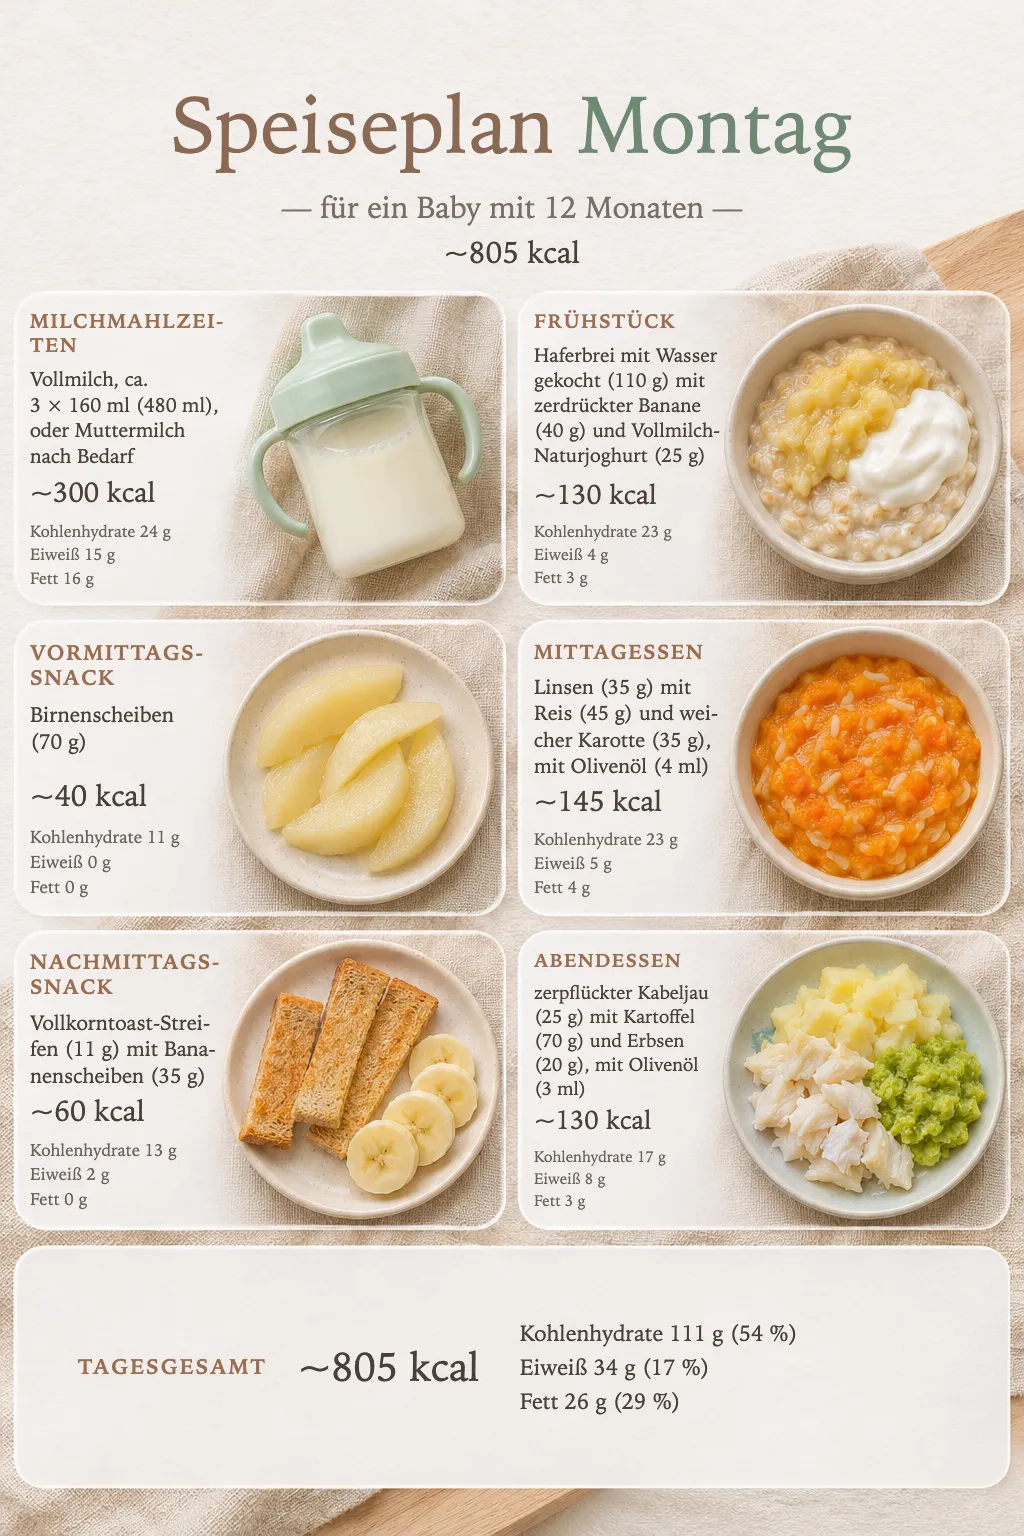 Speiseplan Montag
— für ein Baby mit 12 Monaten —
~805 kcal
MILCHMAHLZEI-
TEN
Vollmilch, ca.
3 × 160 ml (480 ml),
oder Muttermilch
nach Bedarf
~300 kcal
Kohlenhydrate 24 g
Eiweiß 15 g
Fett 16 g
FRÜHSTÜCK
Haferbrei mit Wasser
gekocht (110 g) mit
zerdrückter Banane
(40 g) und Vollmilch-
Naturjoghurt (25 g)
~130 kcal
Kohlenhydrate 23 g
Eiweiß 4 g
Fett 3 g
VORMITTAGS-
SNACK
Birnenscheiben
(70 g)
~40 kcal
Kohlenhydrate 11 g
Eiweiß 0 g
Fett 0 g
MITTAGESSEN
Linsen (35 g) mit
Reis (45 g) und wei-
cher Karotte (35 g),
mit Olivenöl (4 ml)
~145 kcal
Kohlenhydrate 23 g
Eiweiß 5 g
Fett 4 g
NACHMITTAGS-
SNACK
Vollkorntoast-Strei-
fen (11 g) mit Bana-
nenscheiben (35 g)
~60 kcal
Kohlenhydrate 13 g
Eiweiß 2 g
Fett 0 g
ABENDESSEN
zerpflückter Kabeljau
(25 g) mit Kartoffel
(70 g) und Erbsen
(20 g), mit Olivenöl
(3 ml)
~130 kcal
Kohlenhydrate 17 g
Eiweiß 8 g
Fett 3 g
TAGESGESAMT
~805 kcal
Kohlenhydrate 111 g (54 %)
Eiweiß 34 g (17 %)
Fett 26 g (29 %)